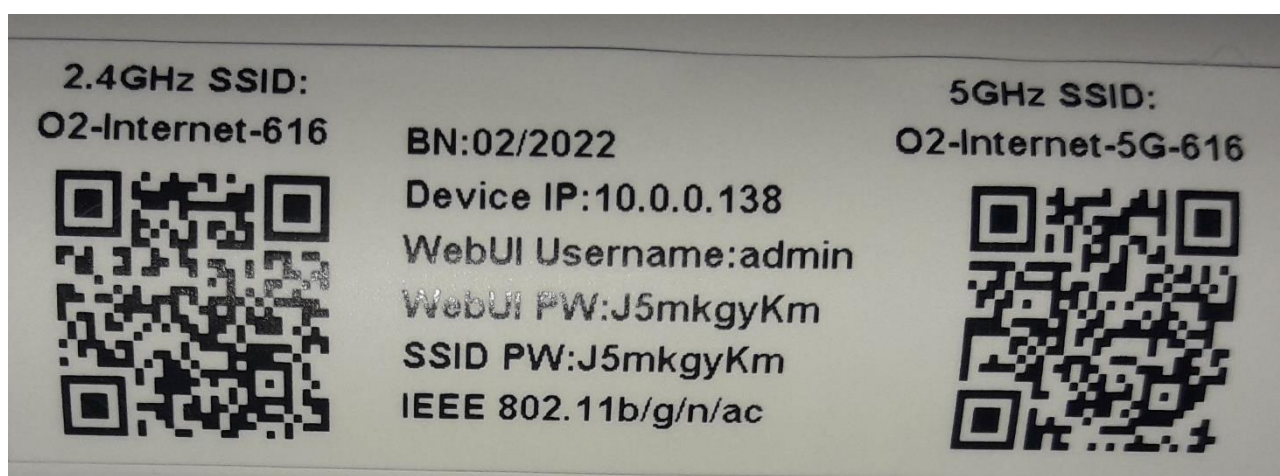 2.4GHz SSID:
O2-Internet-616
BN:02/2022
Device IP:10.0.0.138
WebUI Username:admin
WebUI PW:J5mkgyKm
SSID PW:J5mkgyKm
IEEE 802.11b/g/n/ac
5GHz SSID:
O2-Internet-5G-616